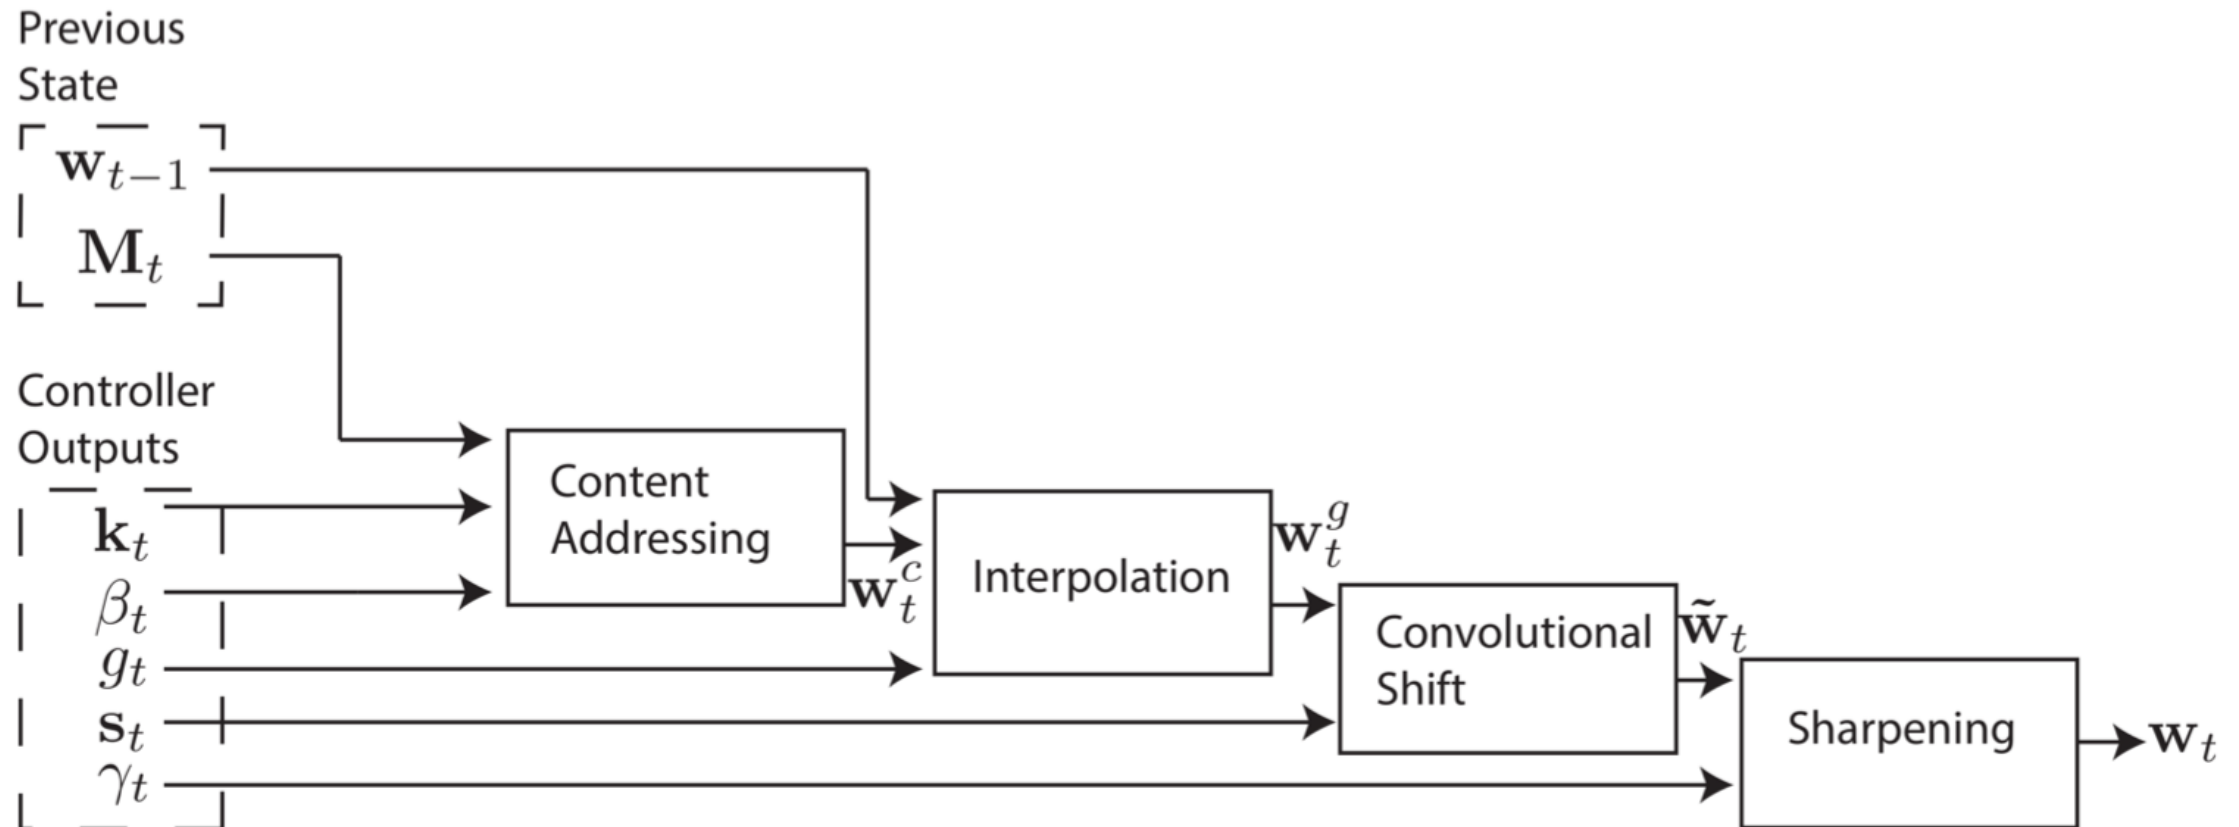 Previous
State
w_{t−1}
M_t
Controller
Outputs
k_t
β_t
g_t
s_t
γ_t
Content
Addressing
w_t^c
Interpolation
w_t^g
Convolutional
Shift
w̃_t
Sharpening
w_t